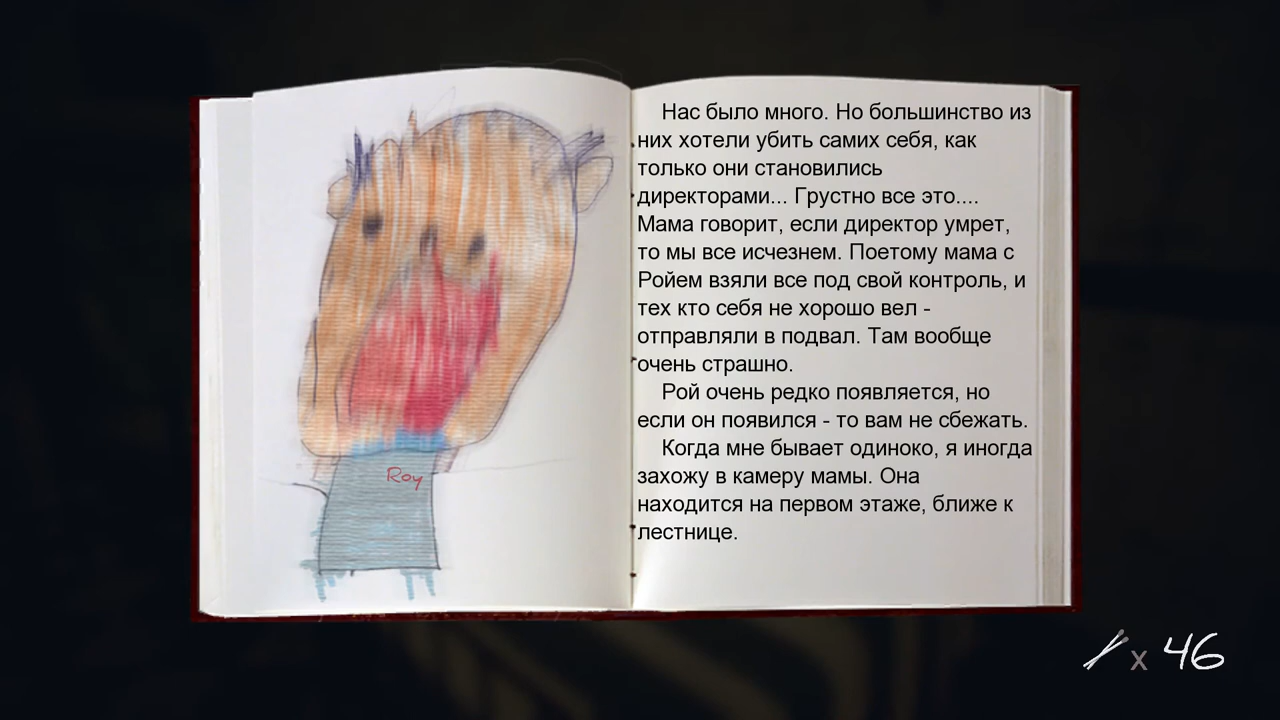 Roy
Нас было много. Но большинство из
них хотели убить самих себя, как
только они становились
директорами... Грустно все это....
Мама говорит, если директор умрет,
то мы все исчезнем. Поетому мама с
Ройем взяли все под свой контроль, и
тех кто себя не хорошо вел -
отправляли в подвал. Там вообще
очень страшно.
Рой очень редко появляется, но
если он появился - то вам не сбежать.
Когда мне бывает одиноко, я иногда
захожу в камеру мамы. Она
находится на первом этаже, ближе к
лестнице.
x 46